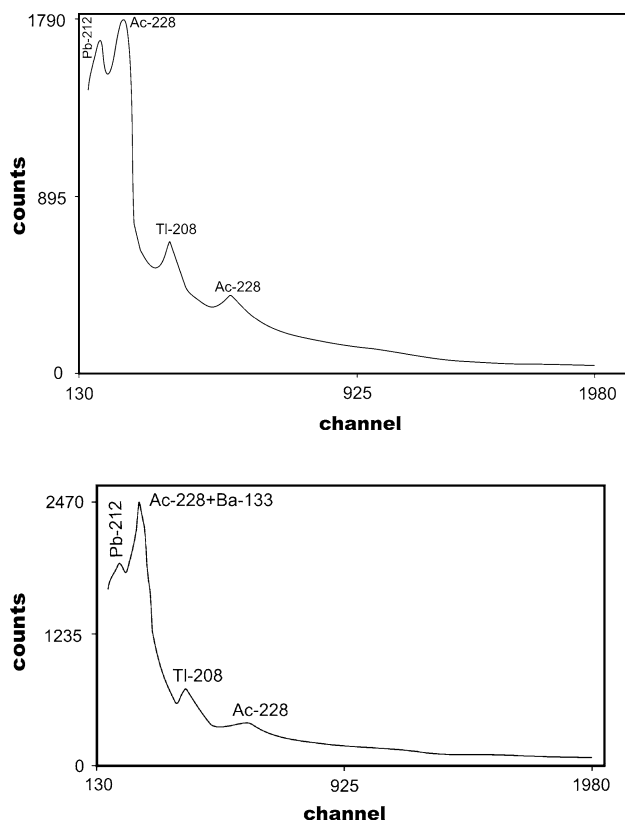 1790
Pb-212
Ac-228
counts
895
Tl-208
Ac-228
0
130
925
1980
channel
2470
Pb-212
Ac-228+Ba-133
counts
1235
Tl-208
Ac-228
0
130
925
1980
channel